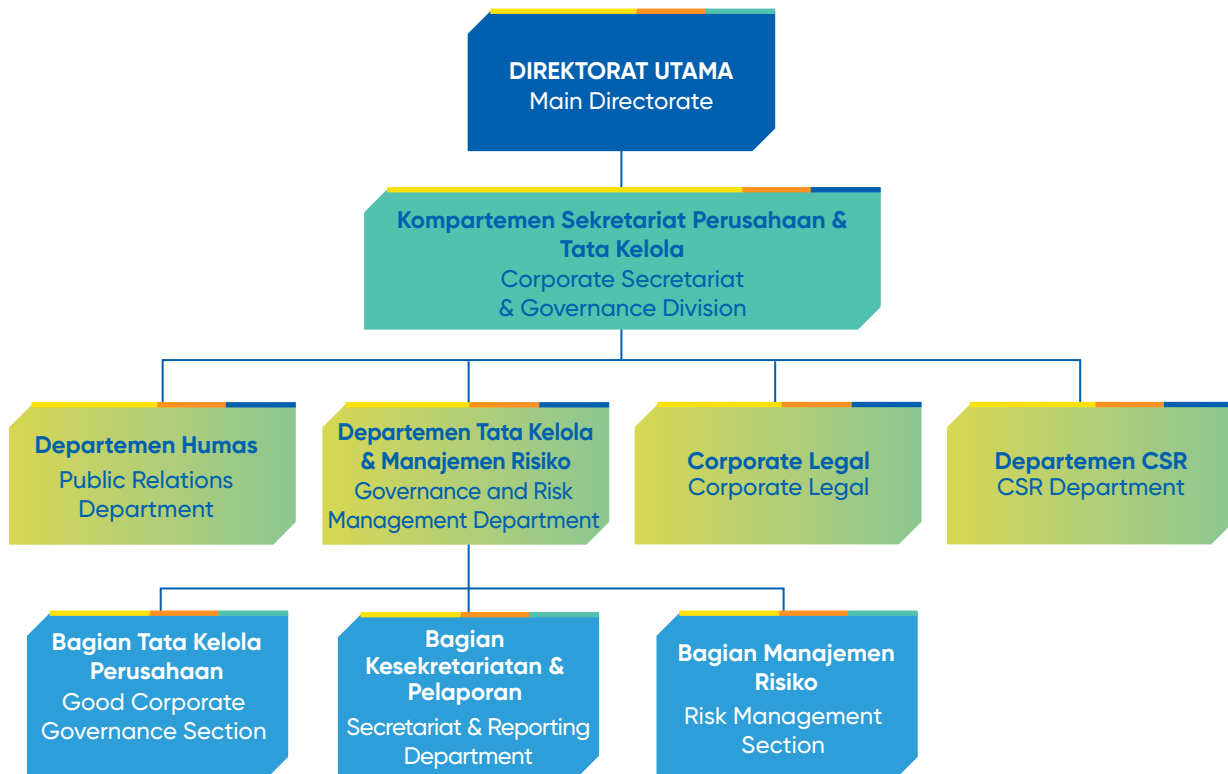 DIREKTORAT UTAMA
Main Directorate
Kompartemen Sekretariat Perusahaan &
Tata Kelola
Corporate Secretariat
& Governance Division
Departemen Humas
Public Relations
Department
Departemen Tata Kelola
& Manajemen Risiko
Governance and Risk
Management Department
Corporate Legal
Corporate Legal
Departemen CSR
CSR Department
Bagian Tata Kelola
Perusahaan
Good Corporate
Governance Section
Bagian
Kesekretariatan &
Pelaporan
Secretariat & Reporting
Department
Bagian Manajemen
Risiko
Risk Management
Section